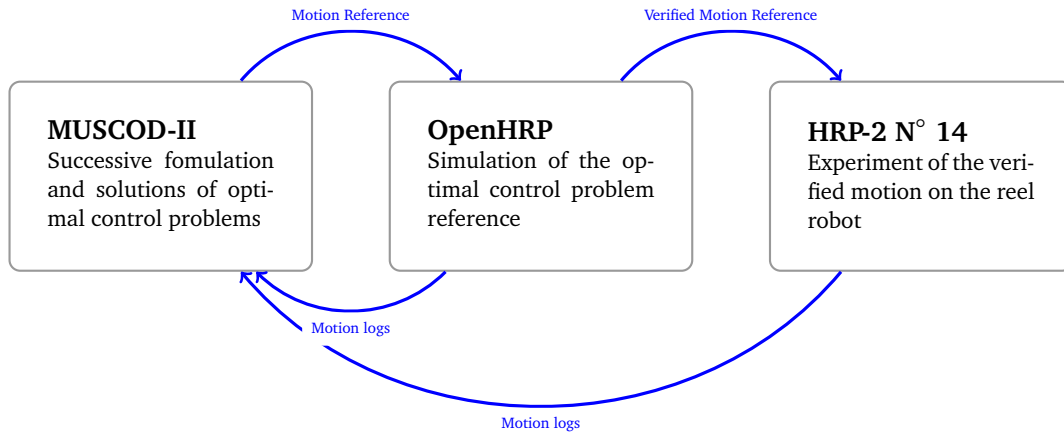 Motion Reference
Verified Motion Reference
MUSCOD-II
Successive fomulation
and solutions of opti-
mal control problems
OpenHRP
Simulation of the op-
timal control problem
reference
HRP-2 N° 14
Experiment of the veri-
fied motion on the reel
robot
Motion logs
Motion logs